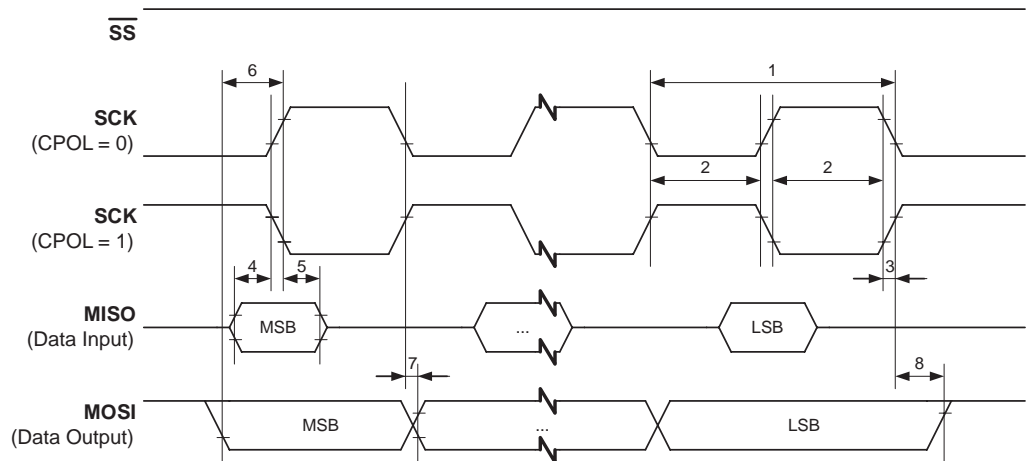 SS
6
1
SCK
(CPOL = 0)
2
2
SCK
(CPOL = 1)
4
5
3
MISO
(Data Input)
MSB
...
LSB
7
8
MOSI
(Data Output)
MSB
...
LSB